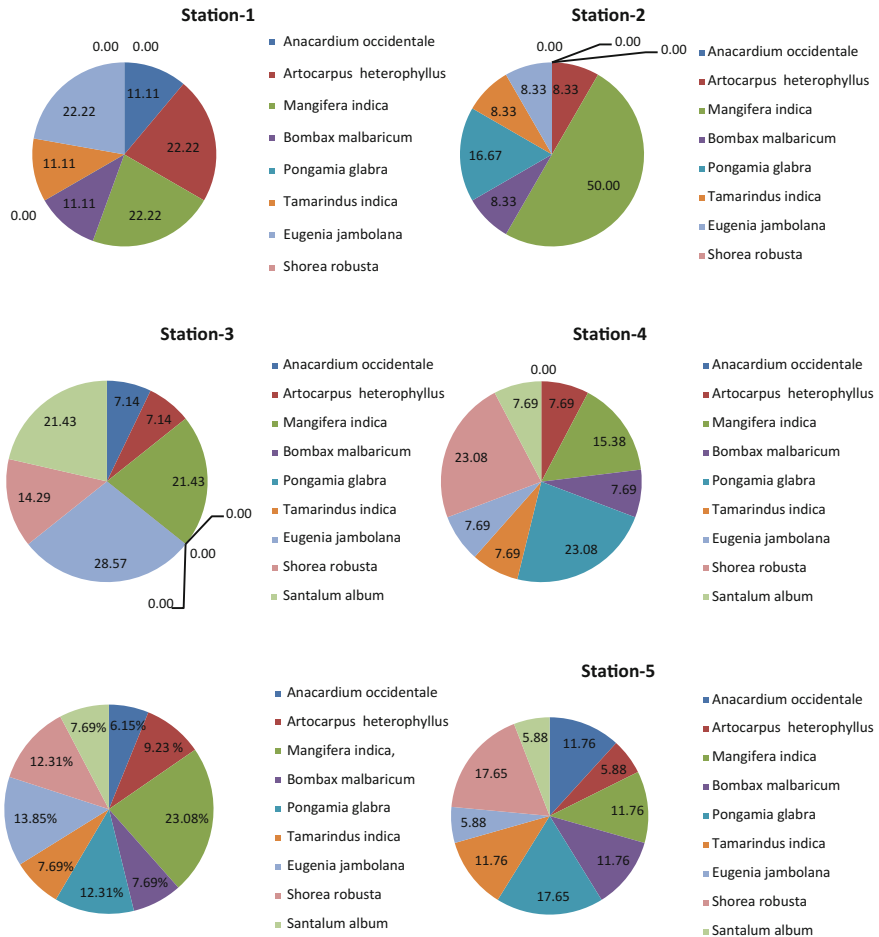 Station-1
0.00 0.00
11.11
22.22
22.22
11.11
0.00
11.11
22.22
Anacardium occidentale
Artocarpus heterophyllus
Mangifera indica
Bombax malbaricum
Pongamia glabra
Tamarindus indica
Eugenia jambolana
Shorea robusta
Station-2
0.00
0.00
0.00
8.33
50.00
8.33
16.67
8.33
8.33
Anacardium occidentale
Artocarpus heterophyllus
Mangifera indica
Bombax malbaricum
Pongamia glabra
Tamarindus indica
Eugenia jambolana
Shorea robusta
Station-3
7.14
7.14
21.43
0.00
0.00
0.00
28.57
14.29
21.43
Anacardium occidentale
Artocarpus heterophyllus
Mangifera indica
Bombax malbaricum
Pongamia glabra
Tamarindus indica
Eugenia jambolana
Shorea robusta
Santalum album
Station-4
0.00
7.69
15.38
7.69
23.08
7.69
7.69
23.08
7.69
Anacardium occidentale
Artocarpus heterophyllus
Mangifera indica
Bombax malbaricum
Pongamia glabra
Tamarindus indica
Eugenia jambolana
Shorea robusta
Santalum album
6.15%
9.23 %
23.08%
7.69%
12.31%
7.69%
13.85%
12.31%
7.69%
Anacardium occidentale
Artocarpus heterophyllus
Mangifera indica,
Bombax malbaricum
Pongamia glabra
Tamarindus indica
Eugenia jambolana
Shorea robusta
Santalum album
Station-5
11.76
5.88
11.76
11.76
17.65
11.76
5.88
17.65
5.88
Anacardium occidentale
Artocarpus heterophyllus
Mangifera indica
Bombax malbaricum
Pongamia glabra
Tamarindus indica
Eugenia jambolana
Shorea robusta
Santalum album